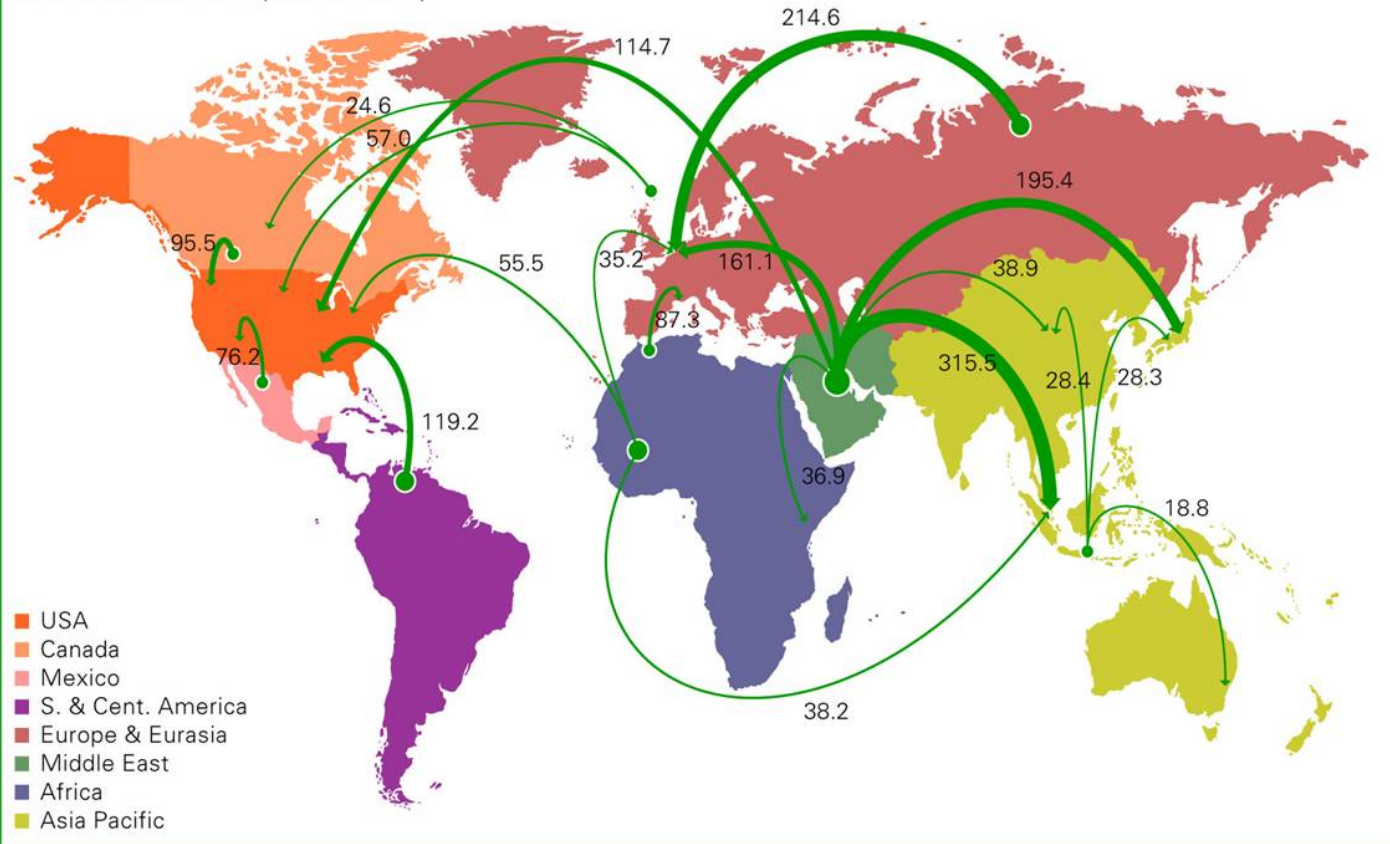 214.6
114.7
24.6
57.0
195.4
95.5
55.5
35.2
161.1
38.9
87.3
76.2
315.5
28.4
28.3
119.2
36.9
18.8
38.2
USA
Canada
Mexico
S. & Cent. America
Europe & Eurasia
Middle East
Africa
Asia Pacific